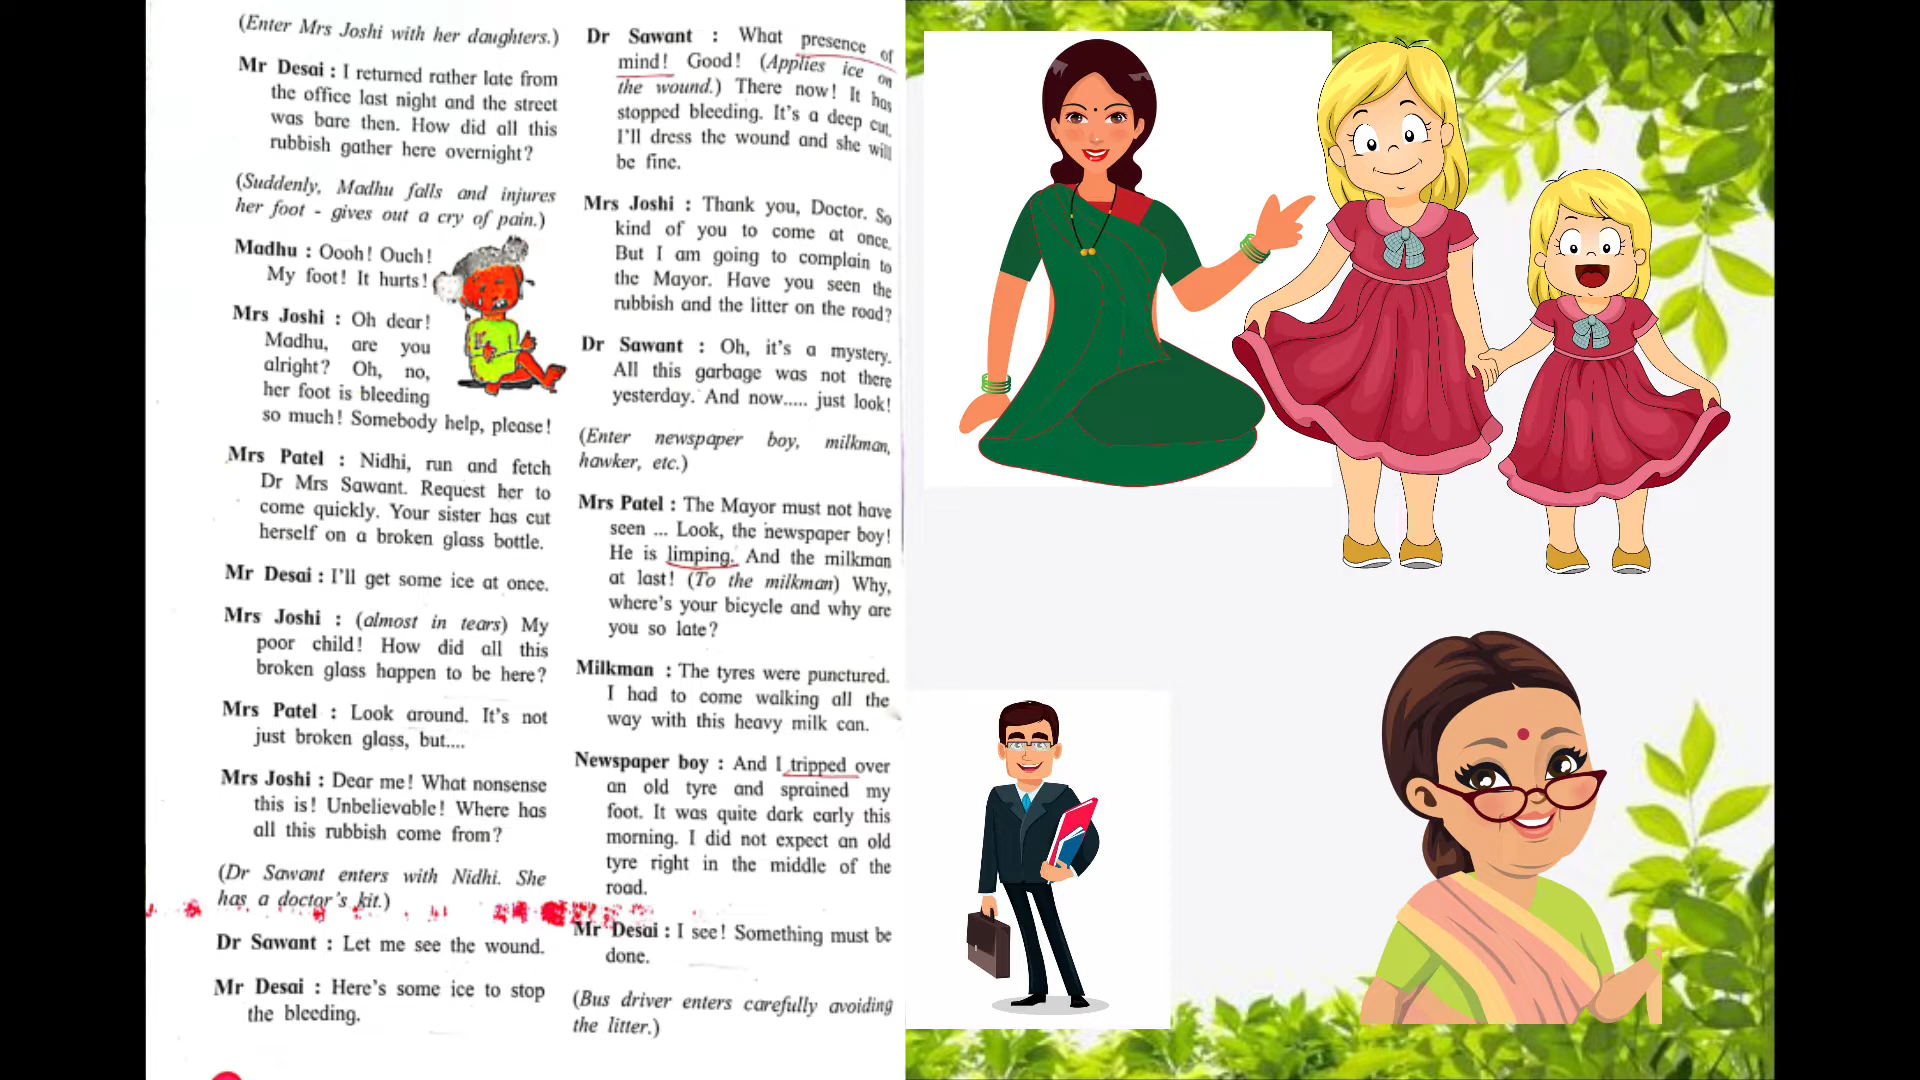 (Enter Mrs Joshi with her daughters.)
Mr Desai : I returned rather late from
the office last night and the street
was bare then. How did all this
rubbish gather here overnight?
(Suddenly, Madhu falls and injures
her foot - gives out a cry of pain.)
Madhu : Oooh! Ouch!
My foot! It hurts!
Mrs Joshi : Oh dear!
Madhu, are you
alright? Oh, no,
her foot is bleeding
so much! Somebody help, please!
Mrs Patel : Nidhi, run and fetch
Dr Mrs Sawant. Request her to
come quickly. Your sister has cut
herself on a broken glass bottle.
Mr Desai : I'll get some ice at once.
Mrs Joshi : (almost in tears) My
poor child! How did all this
broken glass happen to be here?
Mrs Patel : Look around. It's not
just broken glass, but....
Mrs Joshi : Dear me! What nonsense
this is! Unbelievable! Where has
all this rubbish come from?
(Dr Sawant enters with Nidhi. She
has a doctor's kit.)
Dr Sawant : Let me see the wound.
Mr Desai : Here's some ice to stop
the bleeding.
Dr Sawant : What presence of
mind! Good! (Applies ice on
the wound.) There now! It has
stopped bleeding. It's a deep cut.
I'll dress the wound and she will
be fine.
Mrs Joshi : Thank you, Doctor. So
kind of you to come at once.
But I am going to complain to
the Mayor. Have you seen the
rubbish and the litter on the road?
Dr Sawant : Oh, it's a mystery.
All this garbage was not there
yesterday. And now..... just look!
(Enter newspaper boy, milkman,
hawker, etc.)
Mrs Patel : The Mayor must not have
seen ... Look, the newspaper boy!
He is limping. And the milkman
at last! (To the milkman) Why,
where's your bicycle and why are
you so late?
Milkman : The tyres were punctured.
I had to come walking all the
way with this heavy milk can.
Newspaper boy : And I tripped over
an old tyre and sprained my
foot. It was quite dark early this
morning. I did not expect an old
tyre right in the middle of the
road.
Mr Desai : I see! Something must be
done.
(Bus driver enters carefully avoiding
the litter.)